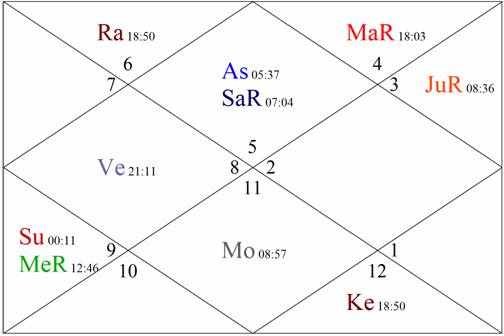 Ra 18:50
MaR 18:03
6
4
As 05:37
7
3
JuR 08:36
SaR 07:04
5
Ve 21:11
8 2
11
Su 00:11
9
1
Mo 08:57
MeR 12:46
10
12
Ke 18:50